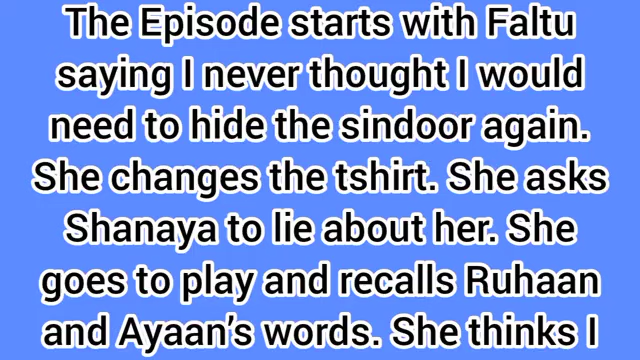 The Episode starts with Faltu
saying I never thought I would
need to hide the sindoor again.
She changes the tshirt. She asks
Shanaya to lie about her. She
goes to play and recalls Ruhaan
and Ayaan’s words. She thinks I